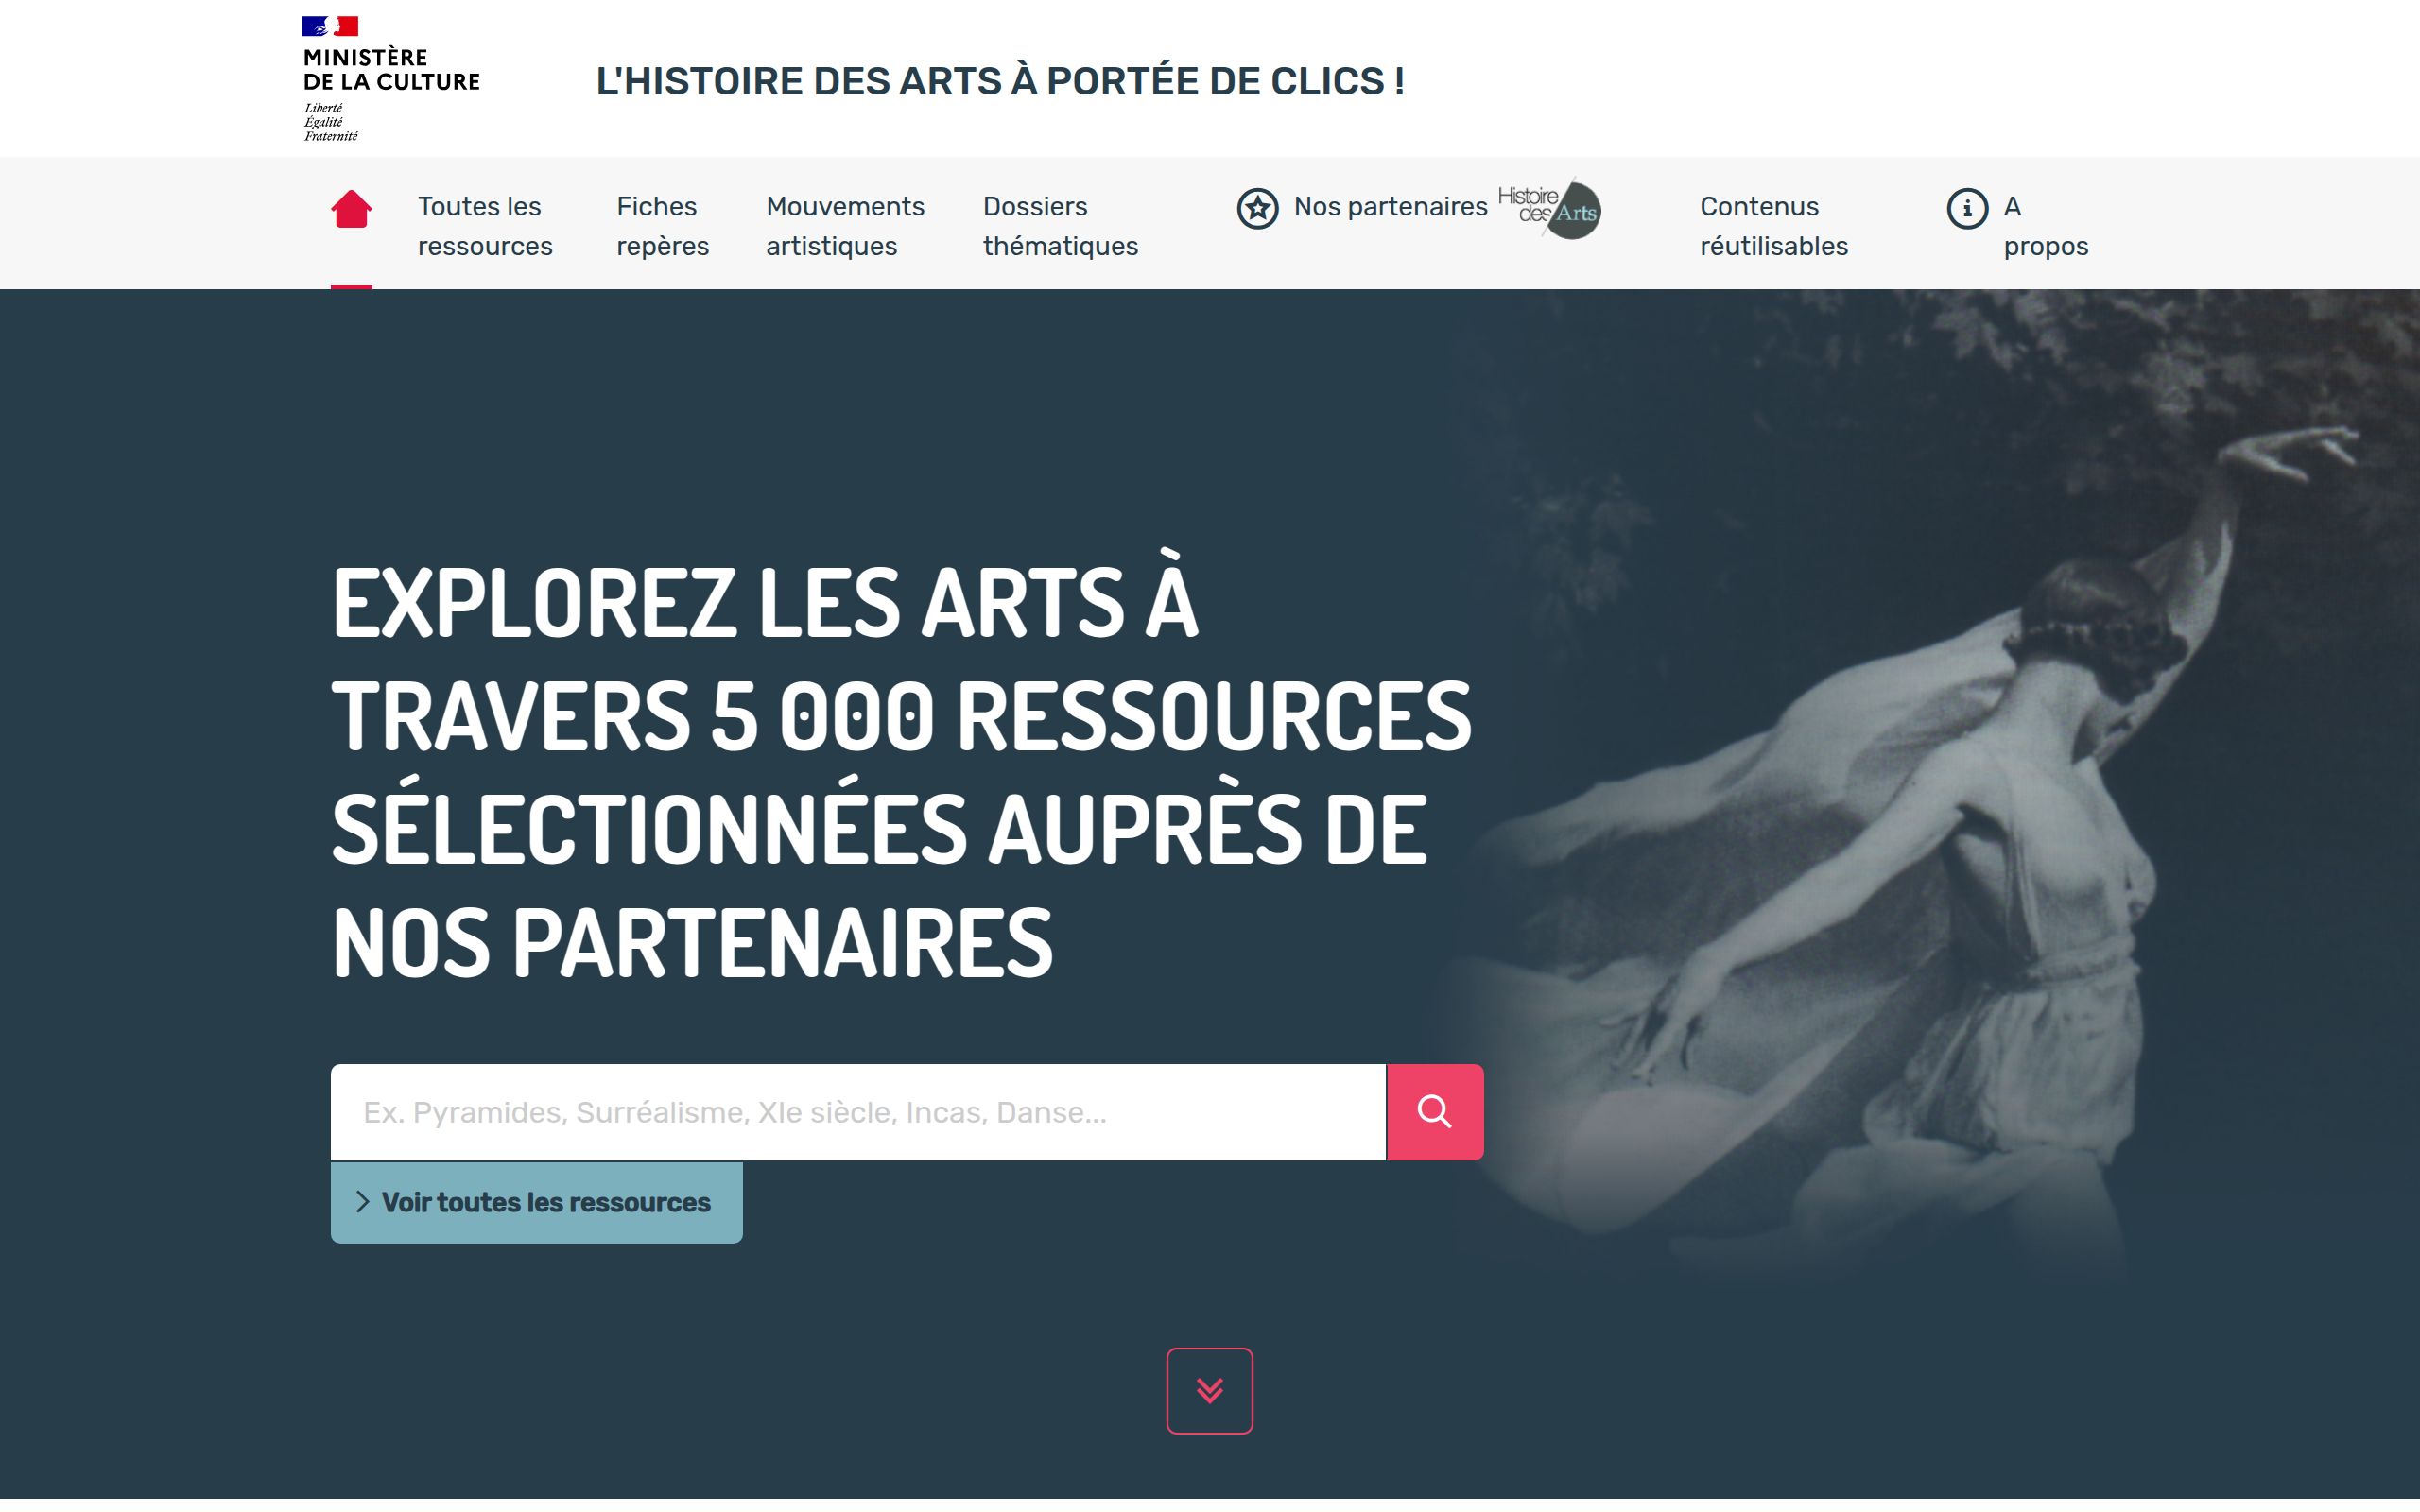 MINISTÈRE
DE LA CULTURE
Liberté
Égalité
Fraternité
L'HISTOIRE DES ARTS À PORTÉE DE CLICS !
Toutes les
ressources
Fiches
repères
Mouvements
artistiques
Dossiers
thématiques
Nos partenaires
Histoire
des Arts
Contenus
réutilisables
A
propos
EXPLOREZ LES ARTS À
TRAVERS 5 000 RESSOURCES
SÉLECTIONNÉES AUPRÈS DE
NOS PARTENAIRES
Ex. Pyramides, Surréalisme, XIe siècle, Incas, Danse...
Voir toutes les ressources